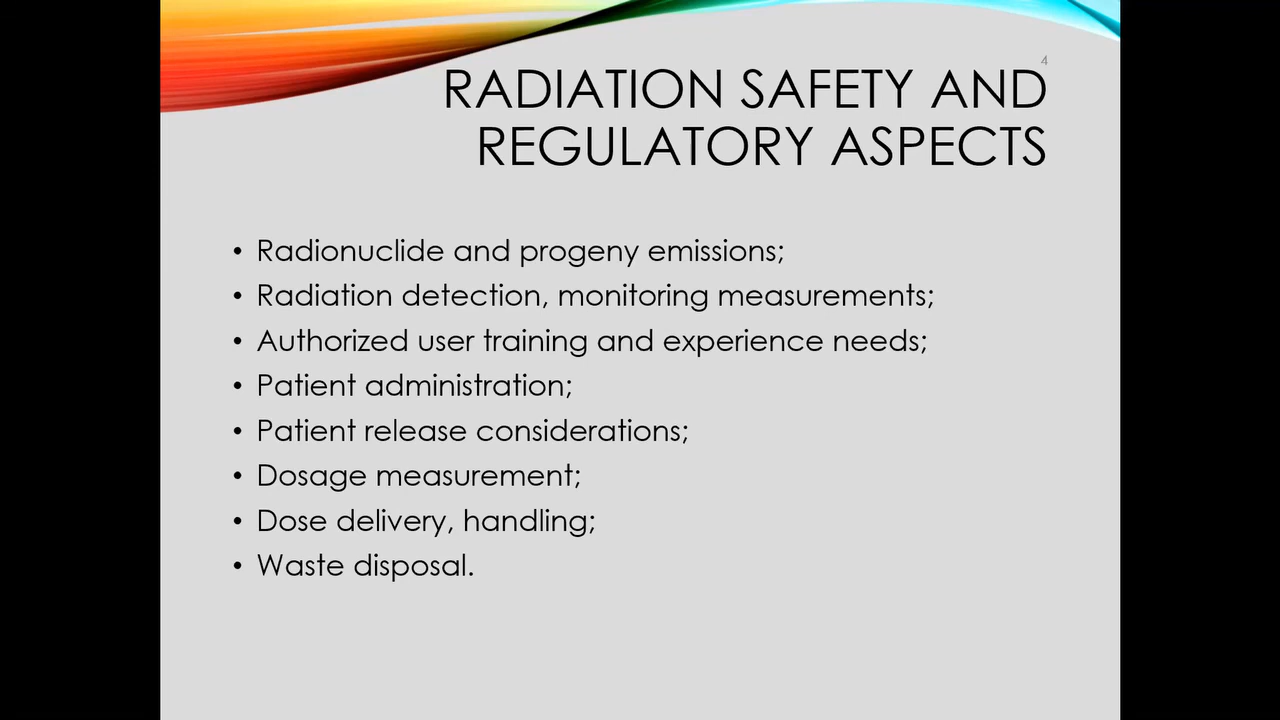 4
RADIATION SAFETY AND
REGULATORY ASPECTS
• Radionuclide and progeny emissions;
• Radiation detection, monitoring measurements;
• Authorized user training and experience needs;
• Patient administration;
• Patient release considerations;
• Dosage measurement;
• Dose delivery, handling;
• Waste disposal.